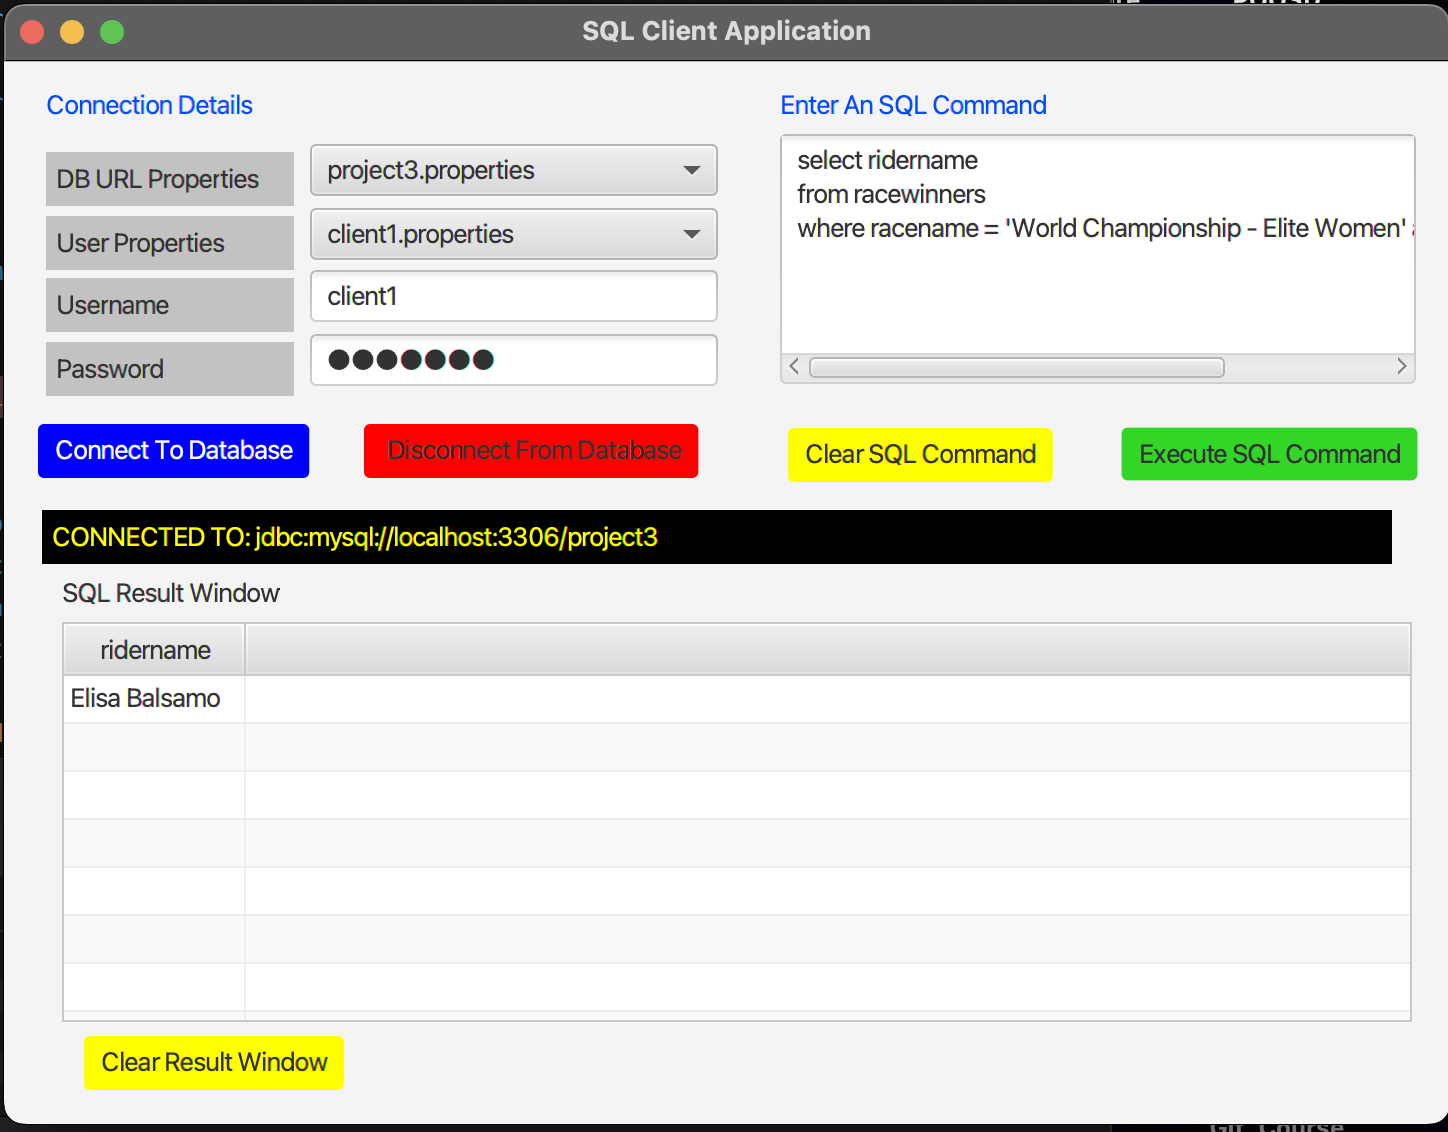 SQL Client Application
Connection Details
Enter An SQL Command
DB URL Properties
project3.properties
User Properties
client1.properties
Username
client1
Password
●●●●●●●
select ridername
from racewinners
where racename = 'World Championship - Elite Women'
Connect To Database
Disconnect From Database
Clear SQL Command
Execute SQL Command
CONNECTED TO: jdbc:mysql://localhost:3306/project3
SQL Result Window
ridername
Elisa Balsamo
Clear Result Window